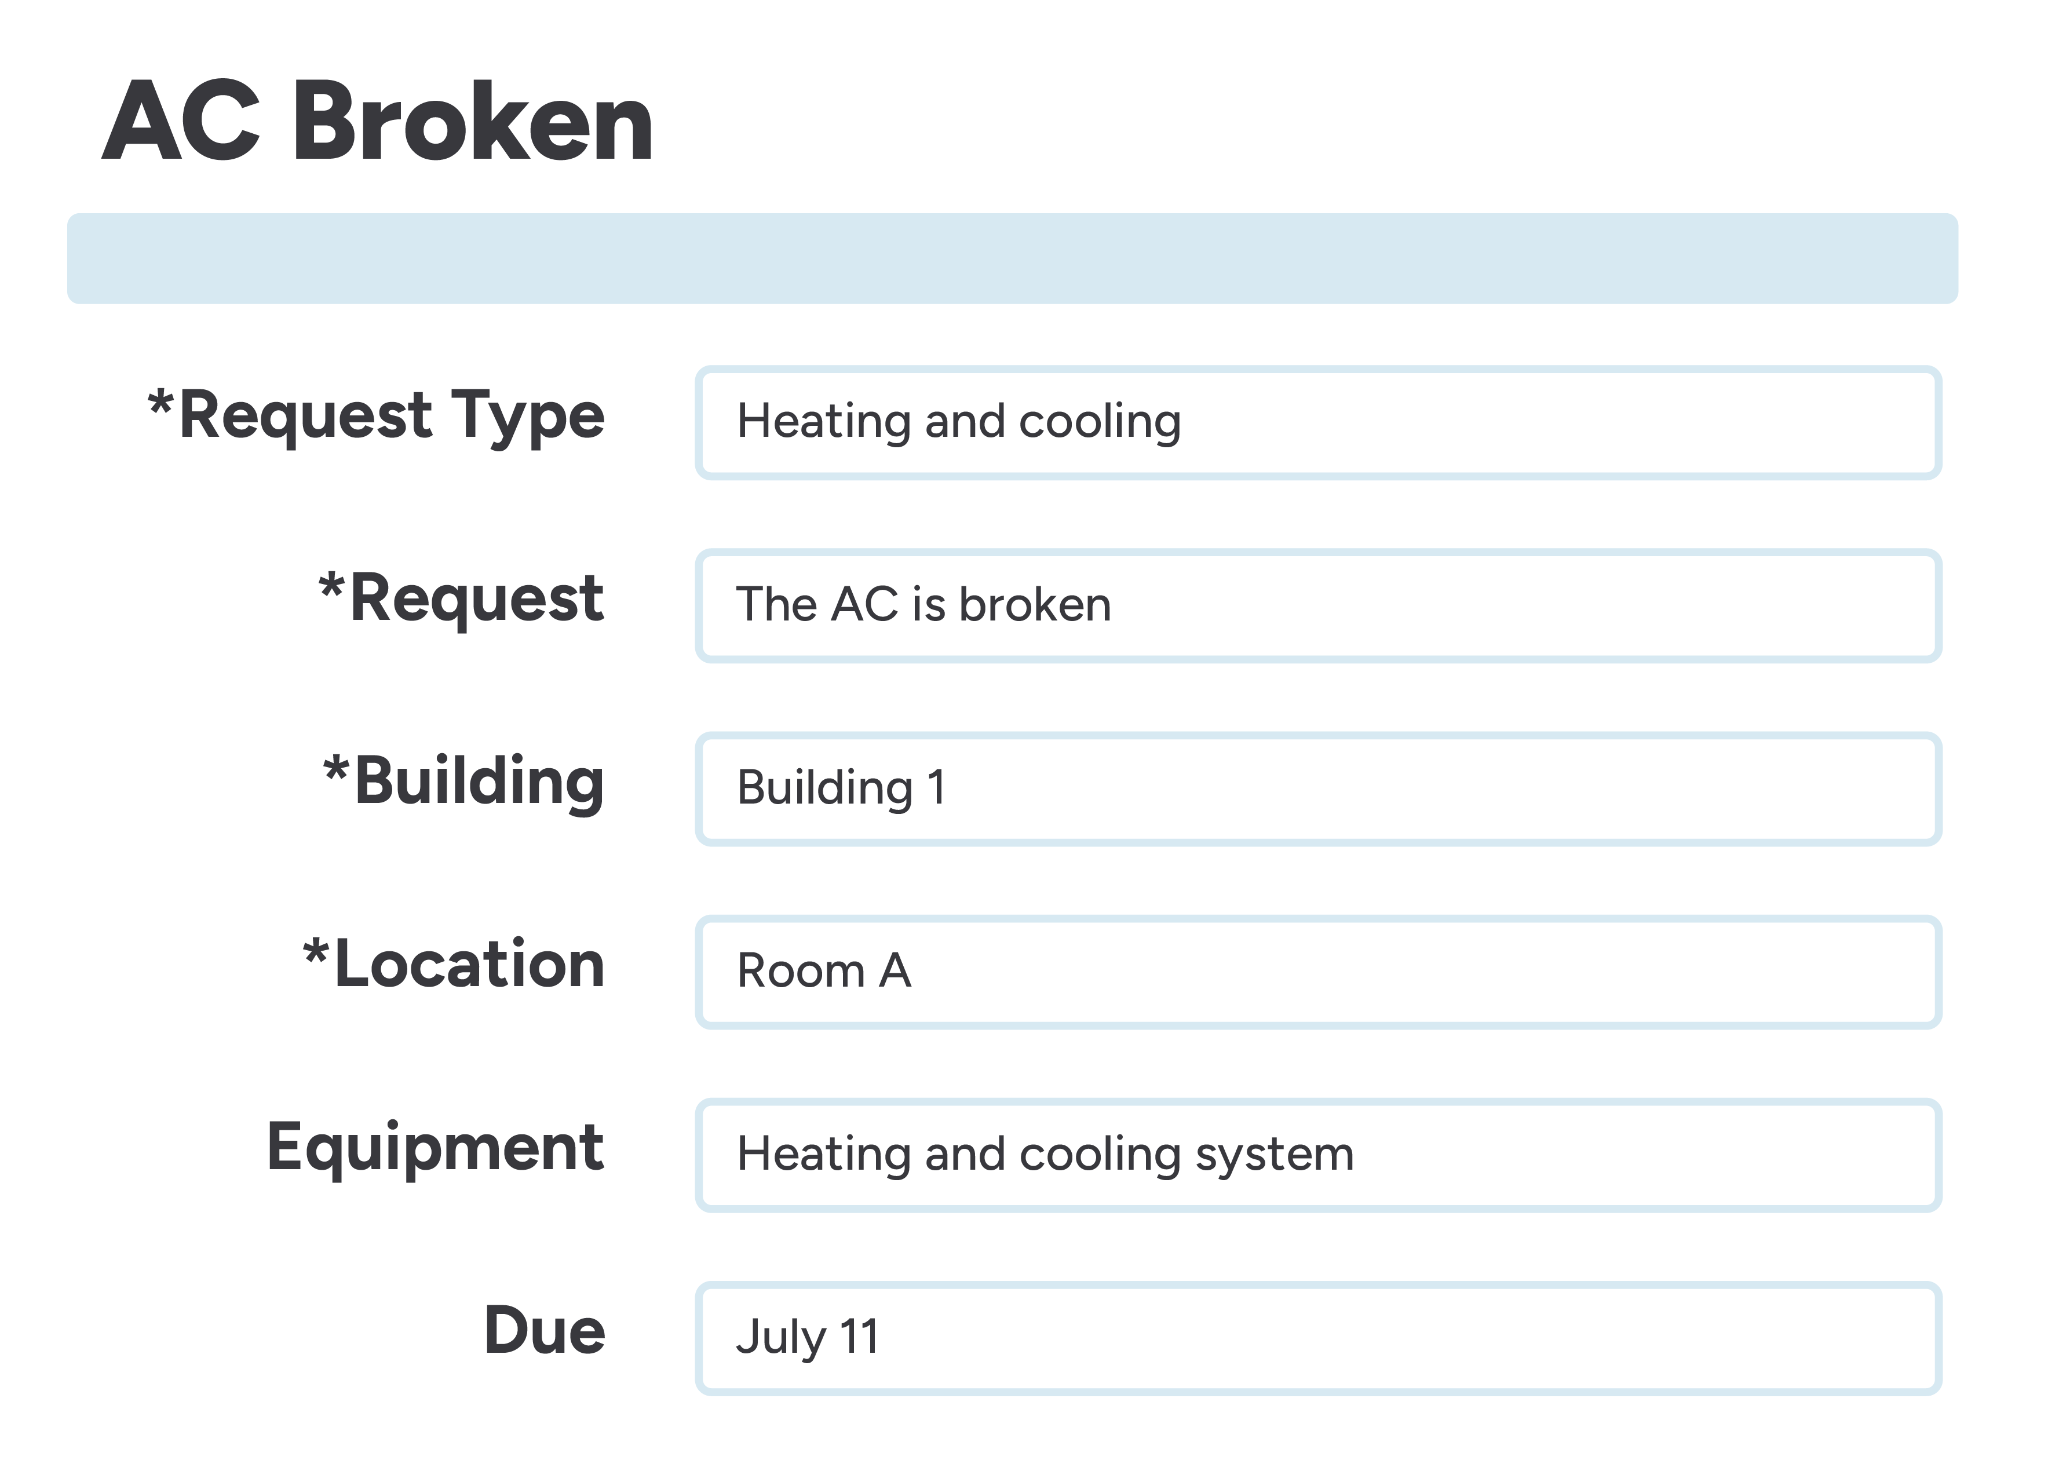 AC Broken
*Request Type
Heating and cooling
*Request
The AC is broken
*Building
Building 1
*Location
Room A
Equipment
Heating and cooling system
Due
July 11